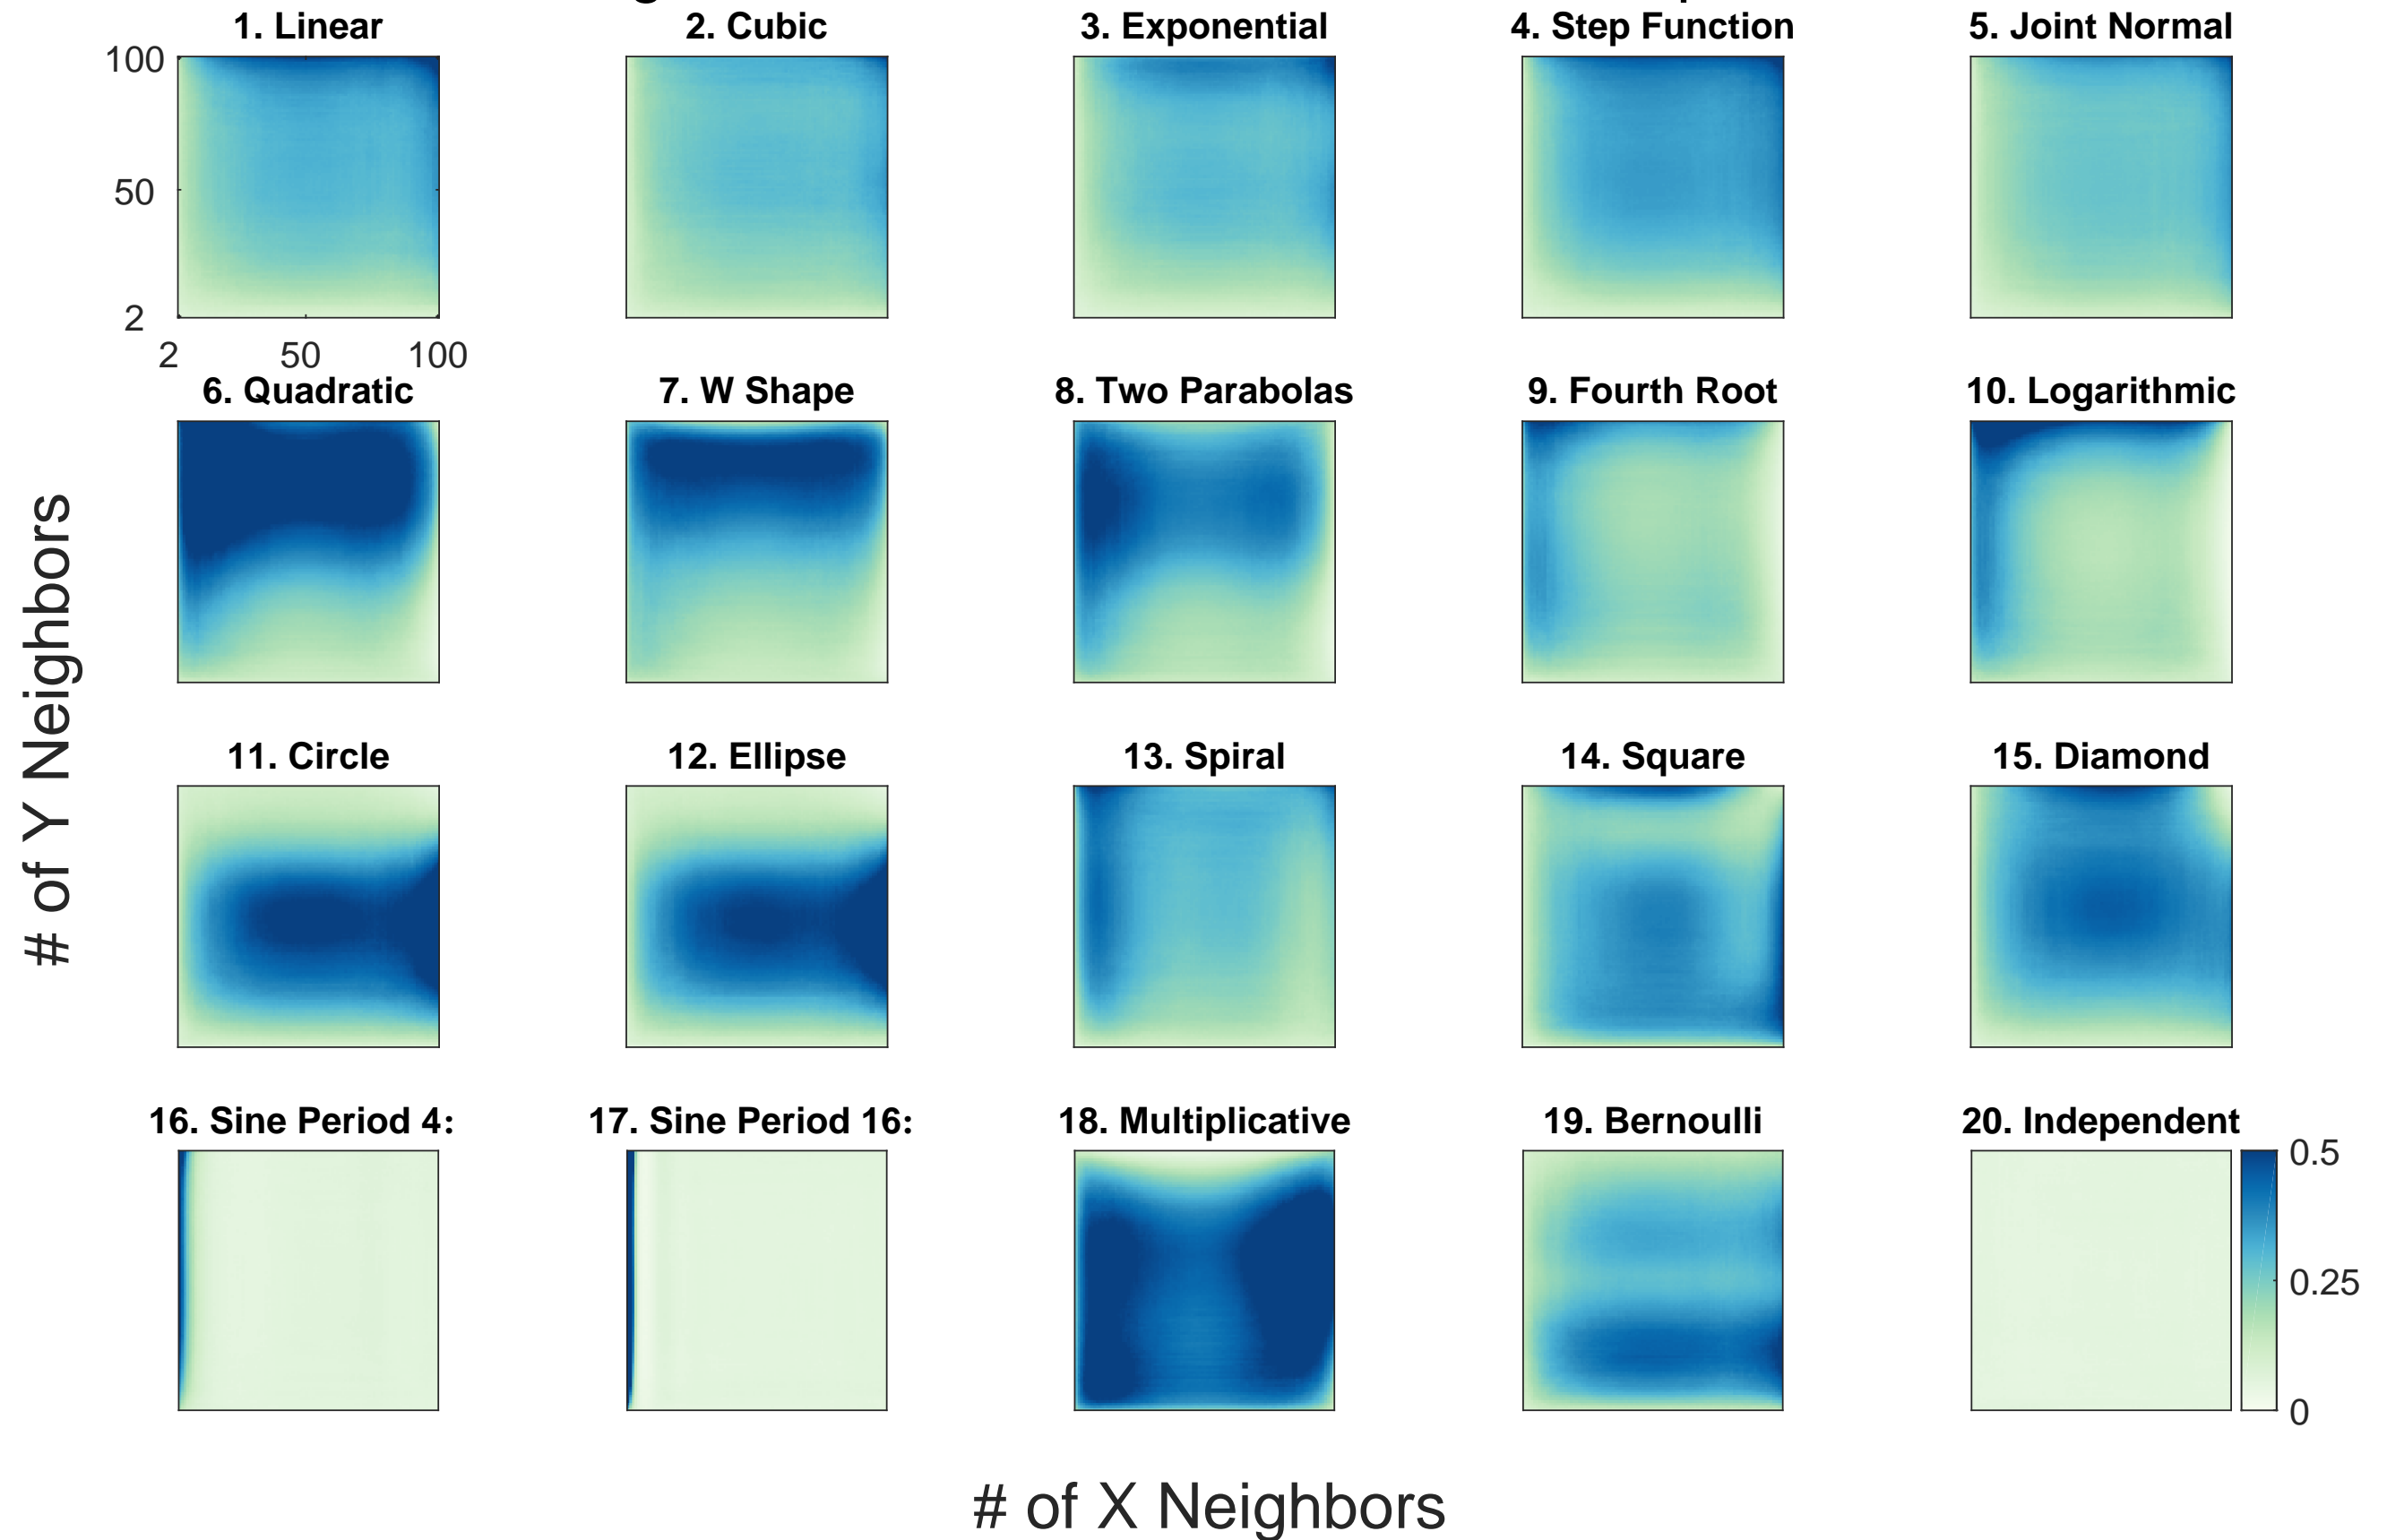 1. Linear
2. Cubic
3. Exponential
4. Step Function
5. Joint Normal
100
50
2
2 50 100
6. Quadratic
7. W Shape
8. Two Parabolas
9. Fourth Root
10. Logarithmic
# of Y Neighbors
11. Circle
12. Ellipse
13. Spiral
14. Square
15. Diamond
16. Sine Period 4:
17. Sine Period 16:
18. Multiplicative
19. Bernoulli
20. Independent
0.5
0.25
0
# of X Neighbors